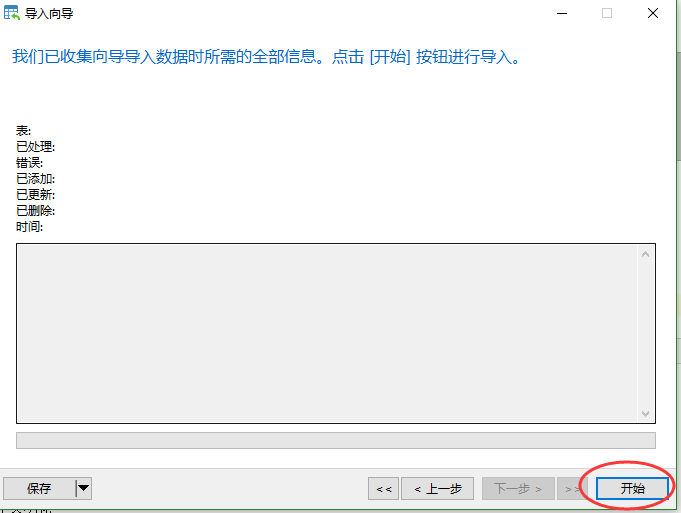 导入向导
我们已收集向导导入数据时所需的全部信息。点击 [开始] 按钮进行导入。
表:
已处理:
错误:
已添加:
已更新:
已删除:
时间:
保存 << < 上一步 下一步 > >> 开始